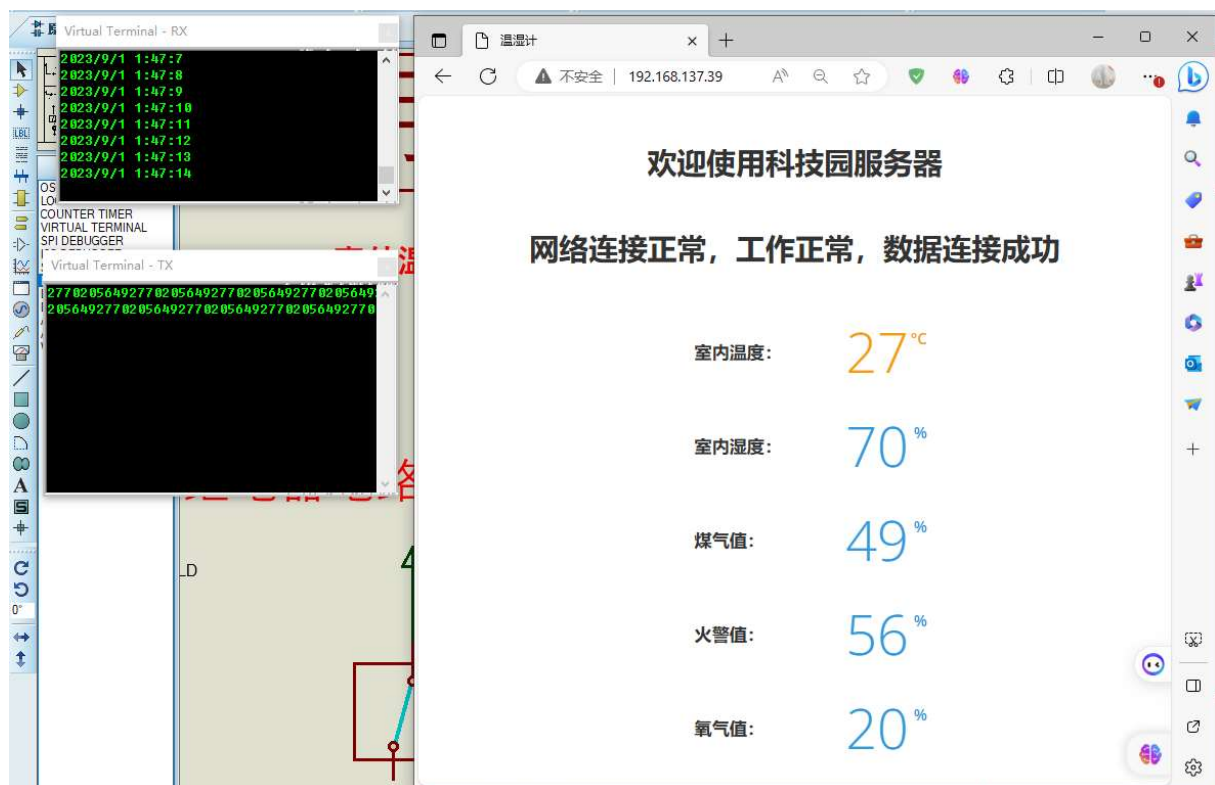 Virtual Terminal - RX
2023/9/1 1:47:7
2023/9/1 1:47:8
2023/9/1 1:47:9
2023/9/1 1:47:10
2023/9/1 1:47:11
2023/9/1 1:47:12
2023/9/1 1:47:13
2023/9/1 1:47:14
LBL
COUNTER TIMER
VIRTUAL TERMINAL
SPI DEBUGGER
Virtual Terminal - TX
27702056492770205649277020564927702056492770205649
205649277020564927702056492770205649 2770
A
S
0°
LD
温湿计
不安全
192.168.137.39
欢迎使用科技园服务器
网络连接正常，工作正常，数据连接成功
室内温度：
27 °C
室内湿度：
70 %
煤气值：
49 %
火警值：
56 %
氧气值：
20 %